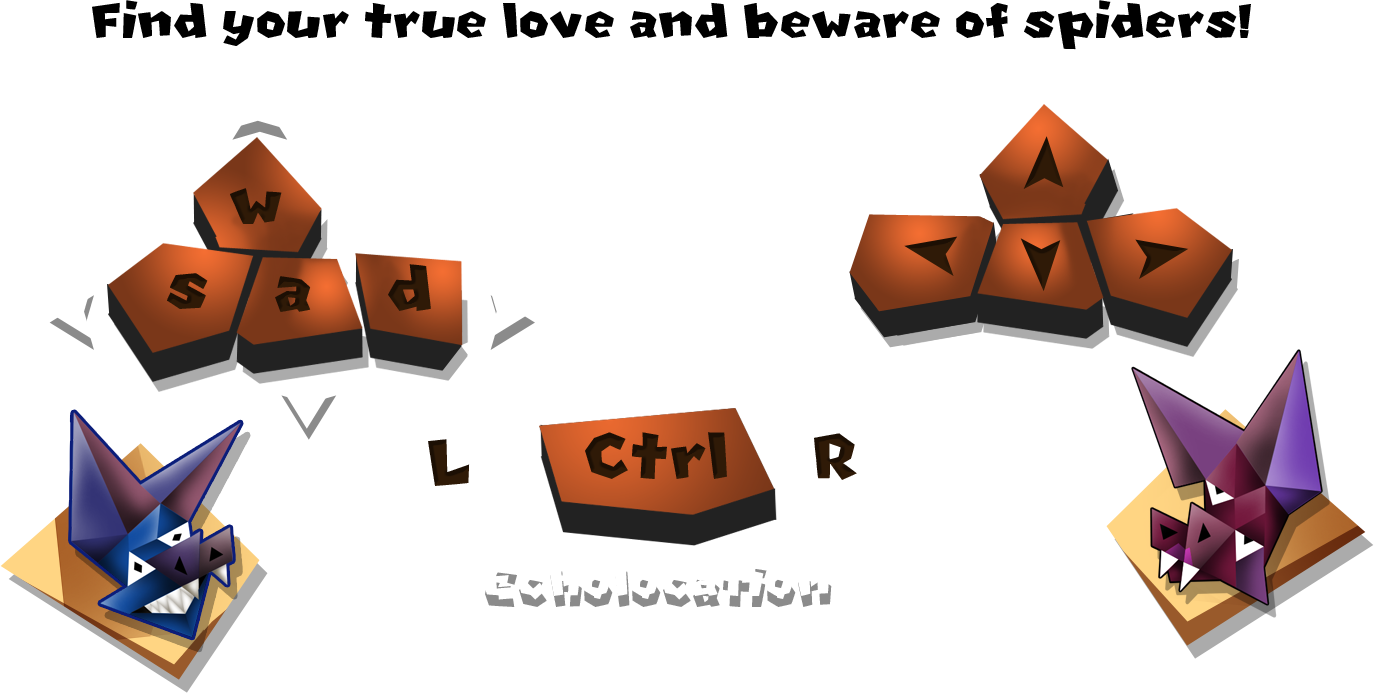 Find your true love and beware of spiders!
w
s a d
L Ctrl R
Echolocation